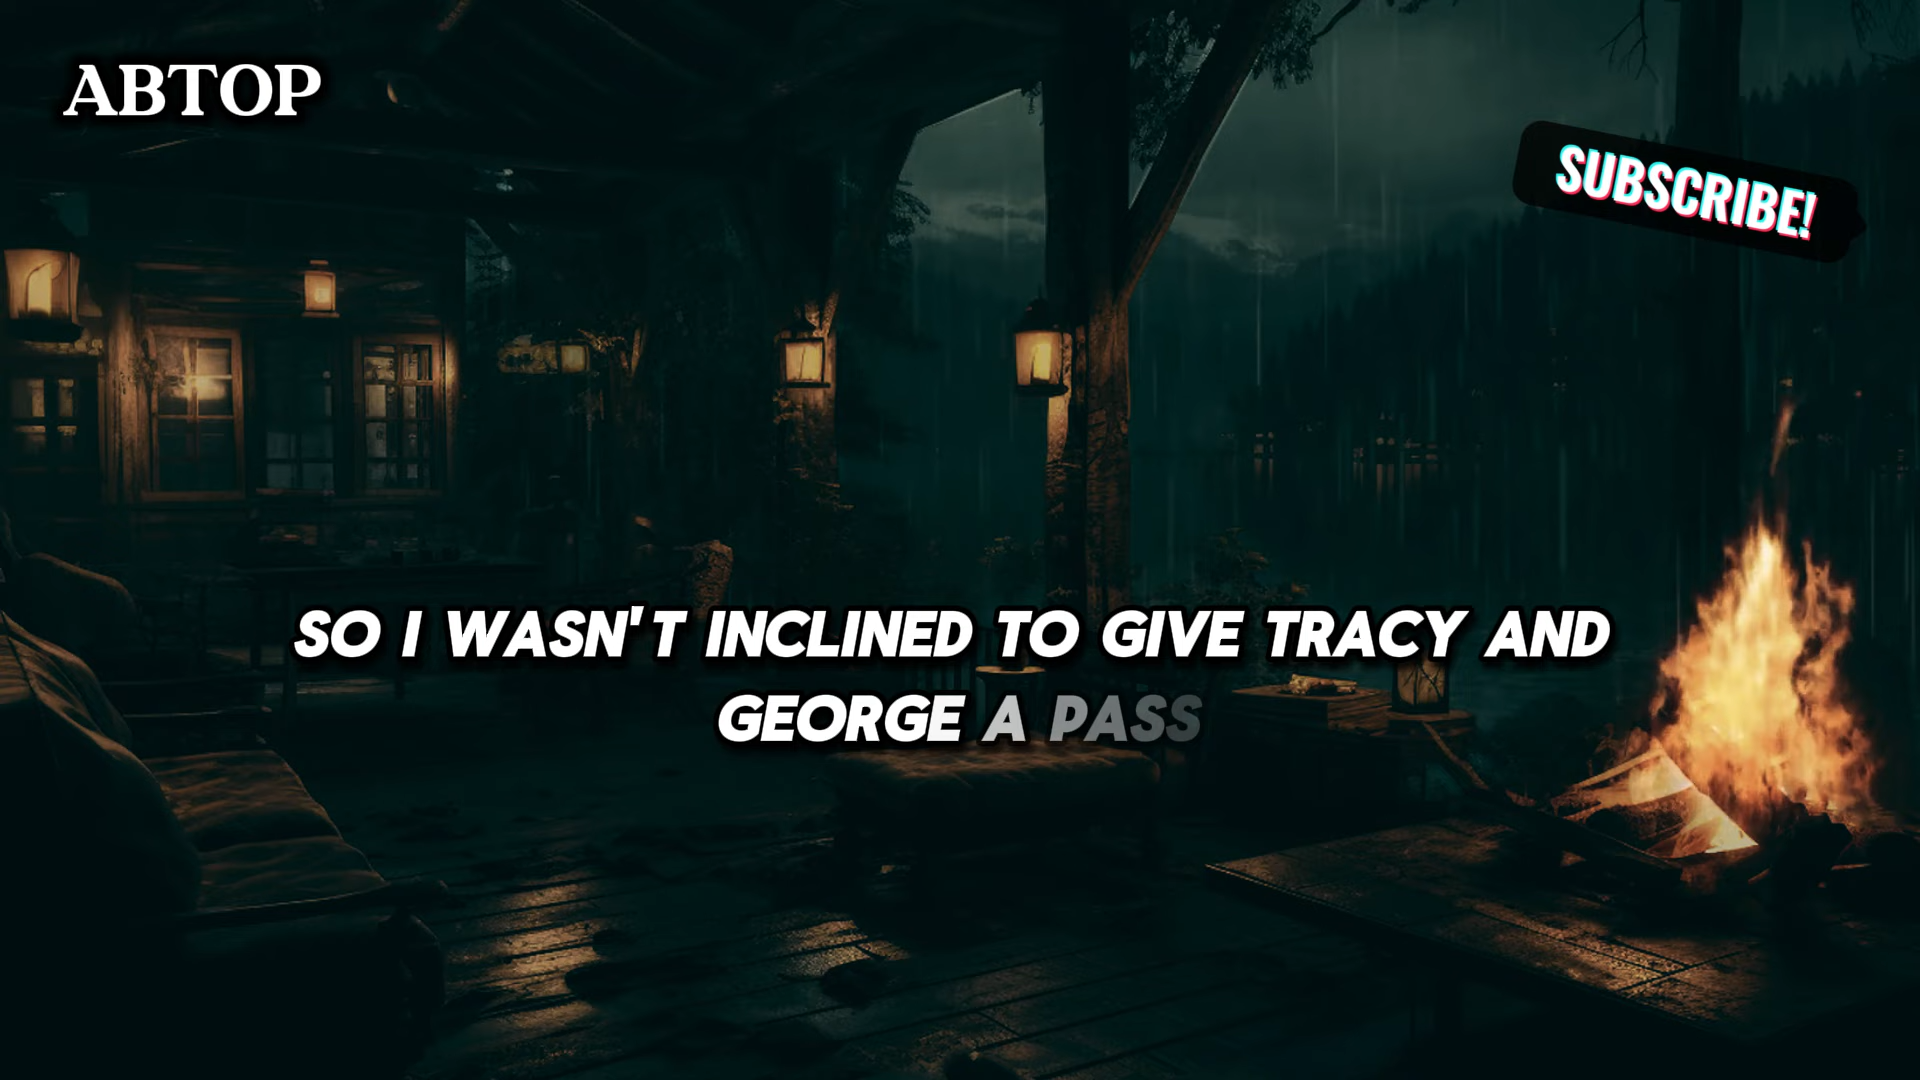 ABTOP
SUBSCRIBE!
SO I WASN'T INCLINED TO GIVE TRACY AND
GEORGE A PASS